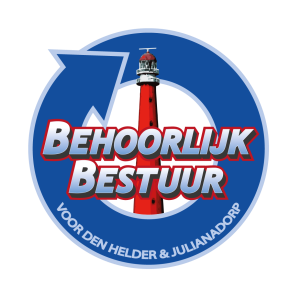 BEHOORLIJK
BESTUUR
VOOR DEN HELDER & JULIANADORP